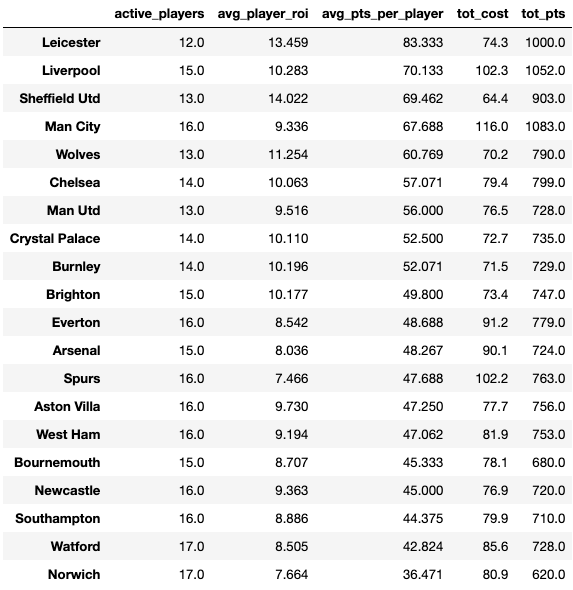 active_players avg_player_roi avg_pts_per_player tot_cost tot_pts
Leicester 12.0 13.459 83.333 74.3 1000.0
Liverpool 15.0 10.283 70.133 102.3 1052.0
Sheffield Utd 13.0 14.022 69.462 64.4 903.0
Man City 16.0 9.336 67.688 116.0 1083.0
Wolves 13.0 11.254 60.769 70.2 790.0
Chelsea 14.0 10.063 57.071 79.4 799.0
Man Utd 13.0 9.516 56.000 76.5 728.0
Crystal Palace 14.0 10.110 52.500 72.7 735.0
Burnley 14.0 10.196 52.071 71.5 729.0
Brighton 15.0 10.177 49.800 73.4 747.0
Everton 16.0 8.542 48.688 91.2 779.0
Arsenal 15.0 8.036 48.267 90.1 724.0
Spurs 16.0 7.466 47.688 102.2 763.0
Aston Villa 16.0 9.730 47.250 77.7 756.0
West Ham 16.0 9.194 47.062 81.9 753.0
Bournemouth 15.0 8.707 45.333 78.1 680.0
Newcastle 16.0 9.363 45.000 76.9 720.0
Southampton 16.0 8.886 44.375 79.9 710.0
Watford 17.0 8.505 42.824 85.6 728.0
Norwich 17.0 7.664 36.471 80.9 620.0